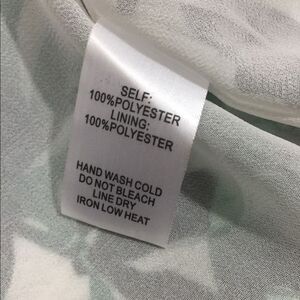 SELF:
100%POLYESTER
LINING:
100%POLYESTER
HAND WASH COLD
DO NOT BLEACH
LINE DRY
IRON LOW HEAT